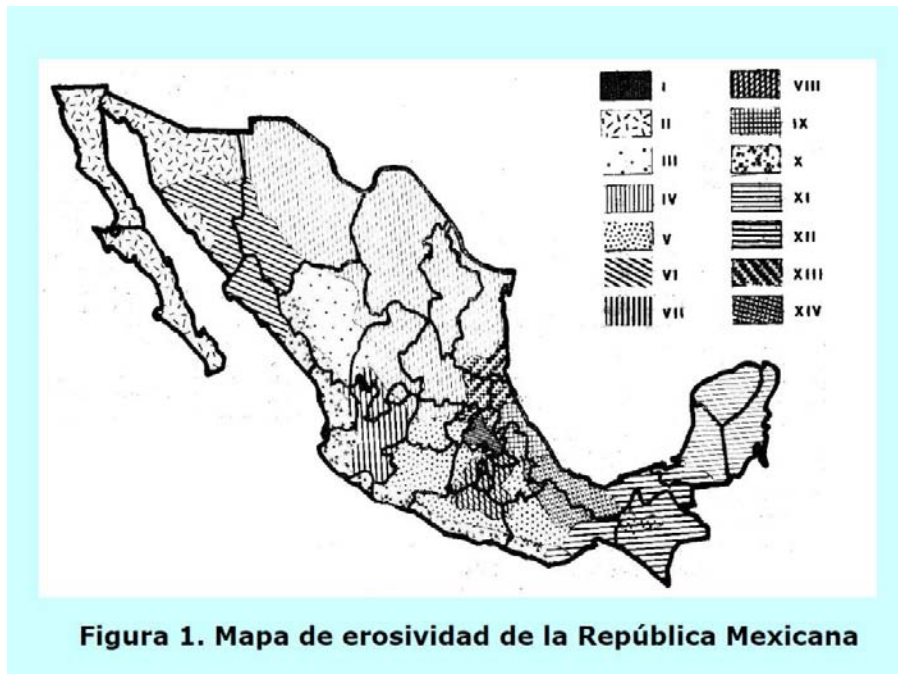 I VIII
II IX
III X
IV XI
V XII
VI XIII
VII XIV
Figura 1. Mapa de erosividad de la República Mexicana